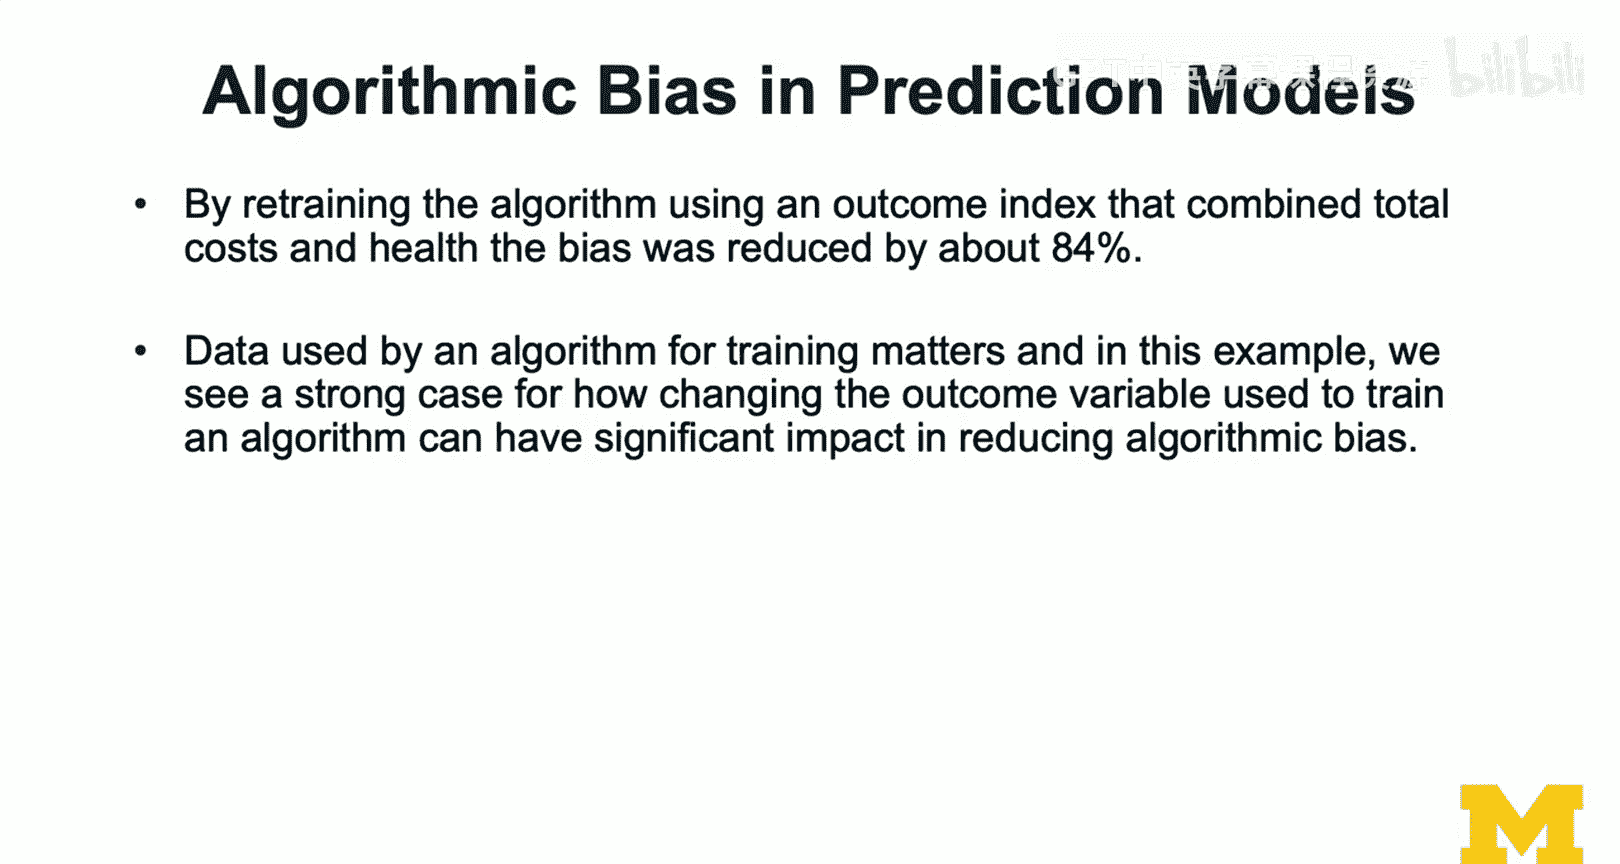 Algorithmic Bias in Prediction Models
bilibili
• By retraining the algorithm using an outcome index that combined total
costs and health the bias was reduced by about 84%.
• Data used by an algorithm for training matters and in this example, we
see a strong case for how changing the outcome variable used to train
an algorithm can have significant impact in reducing algorithmic bias.
M